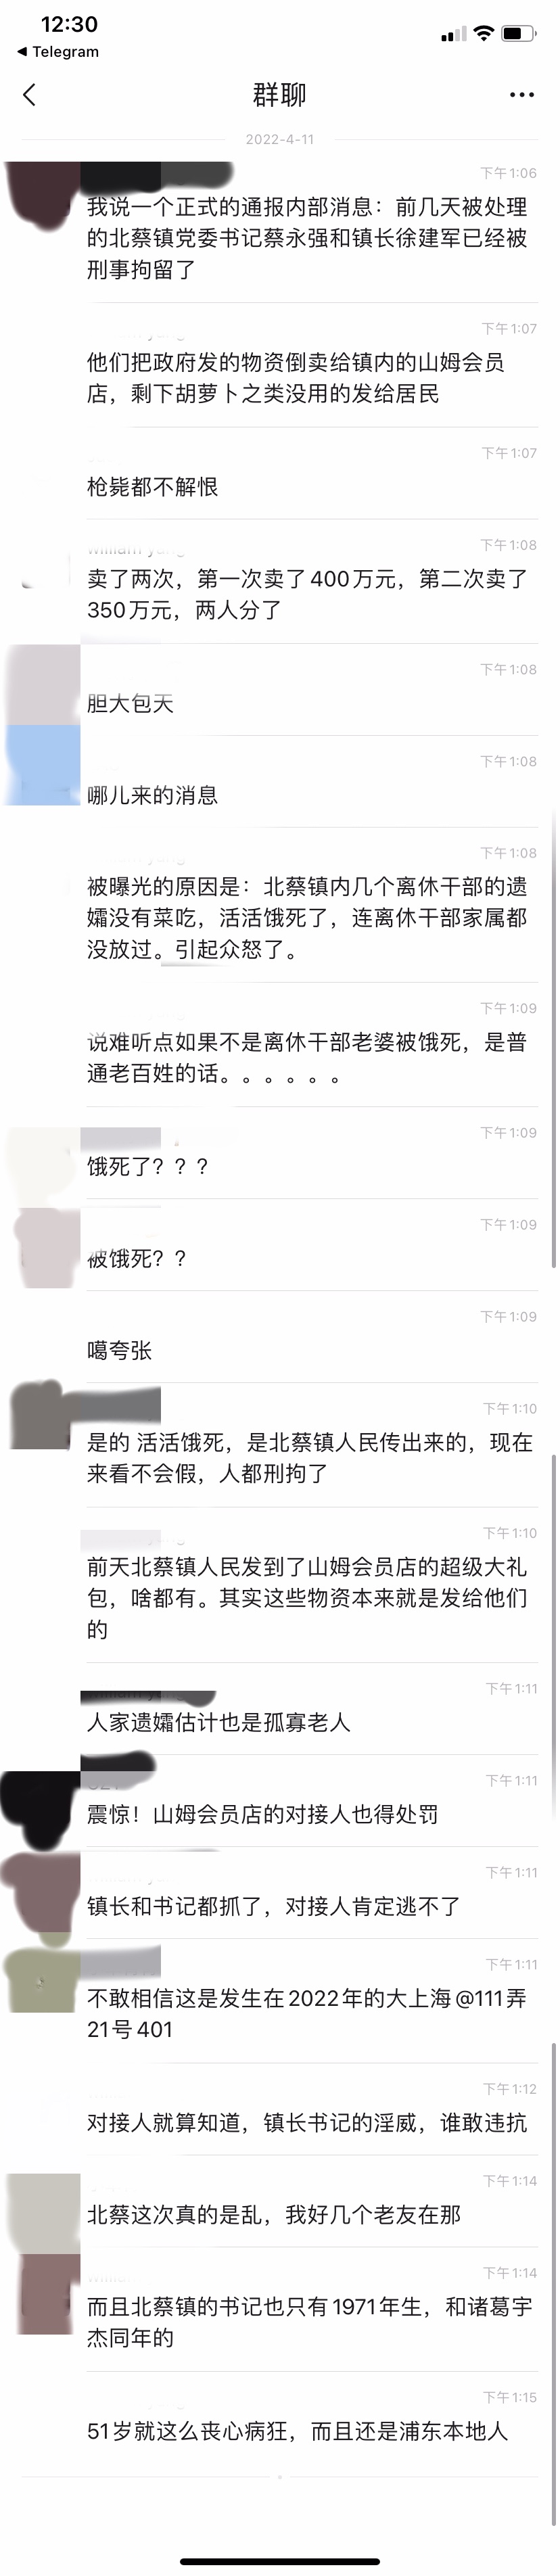 12:30
◀ Telegram
群聊
2022-4-11
下午1:06
我说一个正式的通报内部消息：前几天被处理
的北蔡镇党委书记蔡永强和镇长徐建军已经被
刑事拘留了
下午1:07
他们把政府发的物资倒卖给镇内的山姆会员
店，剩下胡萝卜之类没用的发给居民
下午1:07
枪毙都不解恨
下午1:08
卖了两次，第一次卖了400万元，第二次卖了
350万元，两人分了
下午1:08
胆大包天
下午1:08
哪儿来的消息
下午1:08
被曝光的原因是：北蔡镇内几个离休干部的遗
孀没有菜吃，活活饿死了，连离休干部家属都
没放过。引起众怒了。
下午1:09
说难听点如果不是离休干部老婆被饿死，是普
通老百姓的话。。。。。。
下午1:09
饿死了？？？
下午1:09
被饿死？？
下午1:09
噶夸张
下午1:10
是的 活活饿死，是北蔡镇人民传出来的，现在
来看不会假，人都刑拘了
下午1:10
前天北蔡镇人民发到了山姆会员店的超级大礼
包，啥都有。其实这些物资本来就是发给他们
的
下午1:11
人家遗孀估计也是孤寡老人
下午1:11
震惊！山姆会员店的对接人也得处罚
下午1:11
镇长和书记都抓了，对接人肯定逃不了
下午1:11
不敢相信这是发生在2022年的大上海@111弄
21号401
下午1:12
对接人就算知道，镇长书记的淫威，谁敢违抗
下午1:14
北蔡这次真的是乱，我好几个老友在那
下午1:14
而且北蔡镇的书记也只有1971年生，和诸葛宇
杰同年的
下午1:15
51岁就这么丧心病狂，而且还是浦东本地人